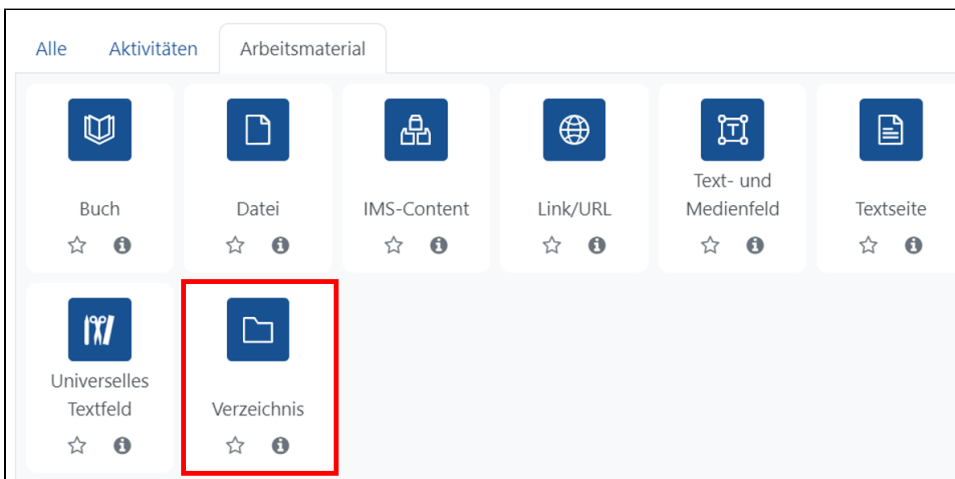 Alle Aktivitäten Arbeitsmaterial
Buch
Datei
IMS-Content
Link/URL
Text- und
Medienfeld
Textseite
Universelles
Textfeld
Verzeichnis